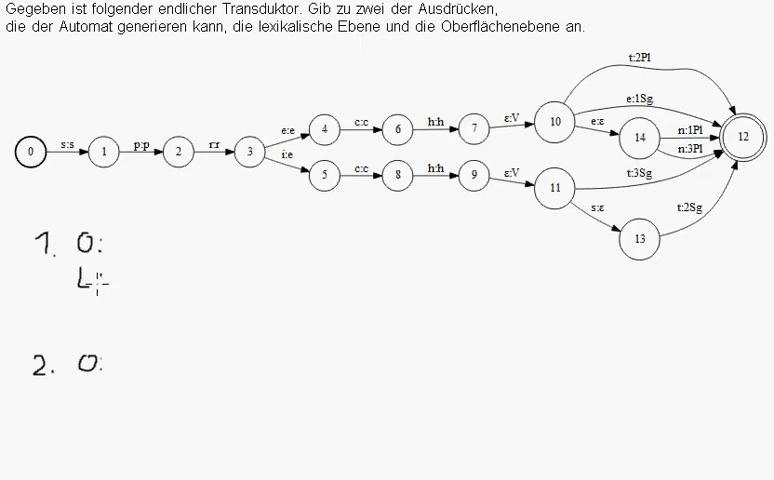 Gegeben ist folgender endlicher Transduktor. Gib zu zwei der Ausdrücken,
die der Automat generieren kann, die lexikalische Ebene und die Oberflächenebene an.
t:2Pl
e:1Sg
e:e 4 c:c 6 h:h 7 ε:V 10 e:ε 14 n:1Pl 12
n:3Pl
0 s:s 1 p:p 2 r:r 3
i:e 5 c:c 8 h:h 9 ε:V 11 t:3Sg
s:ε 13 t:2Sg
1. O:
L:
2. O: